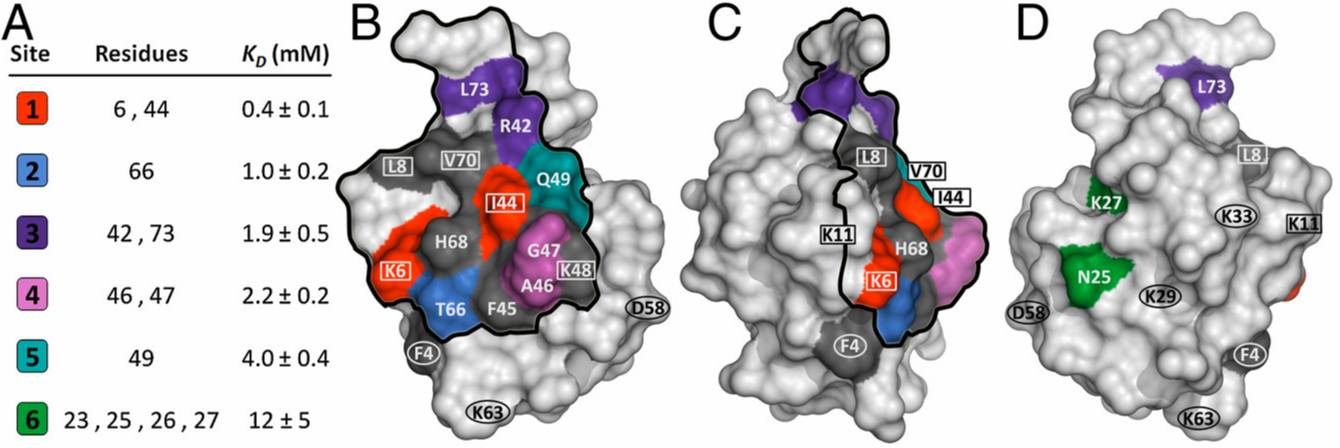 A
Site Residues K_D (mM)
1 6 , 44 0.4 ± 0.1
2 66 1.0 ± 0.2
3 42 , 73 1.9 ± 0.5
4 46 , 47 2.2 ± 0.2
5 49 4.0 ± 0.4
6 23 , 25 , 26 , 27 12 ± 5
B
L73
R42
L8 V70
Q49
I44
H68
G47
K6 K48
A46
T66 F45
D58
F4
K63
C
L8
V70
I44
K11
H68
K6
F4
D
L73
L8
K27
K33
K11
N25
K29
D58
F4
K63